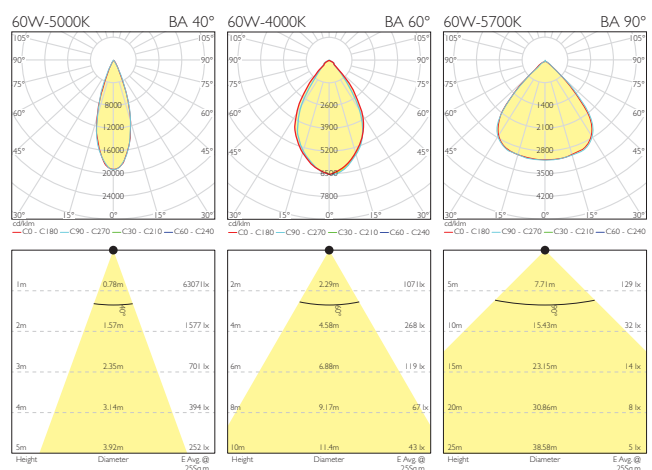 60W-5000K BA 40°
105° 105°
90° 90°
75° 75°
60° 60°
45° 45°
30° 15° 0° 15° 30°
8000
12000
16000
20000
24000
cd/klm
C0 - C180 C90 - C270 C30 - C210 C60 - C240
40°
1m 0.78m 6307lx
2m 1.57m 1577 lx
3m 2.35m 701 lx
4m 3.14m 394 lx
5m 3.92m 252 lx
Height Diameter E Avg. @
25Sq.m
60W-4000K BA 60°
105° 105°
90° 90°
75° 75°
60° 60°
45° 45°
30° 15° 0° 15° 30°
2600
3900
5200
6500
7800
cd/klm
C0 - C180 C90 - C270 C30 - C210 C60 - C240
60°
2m 2.29m 1071lx
4m 4.58m 268 lx
6m 6.88m 119 lx
8m 9.17m 67 lx
10m 11.4m 43 lx
Height Diameter E Avg. @
25Sq.m
60W-5700K BA 90°
105° 105°
90° 90°
75° 75°
60° 60°
45° 45°
30° 15° 0° 15° 30°
1400
2100
2800
3500
4200
cd/klm
C0 - C180 C90 - C270 C30 - C210 C60 - C240
90°
5m 7.71m 129 lx
10m 15.43m 32 lx
15m 23.15m 14 lx
20m 30.86m 8 lx
25m 38.58m 5 lx
Height Diameter E Avg. @
25Sq.m